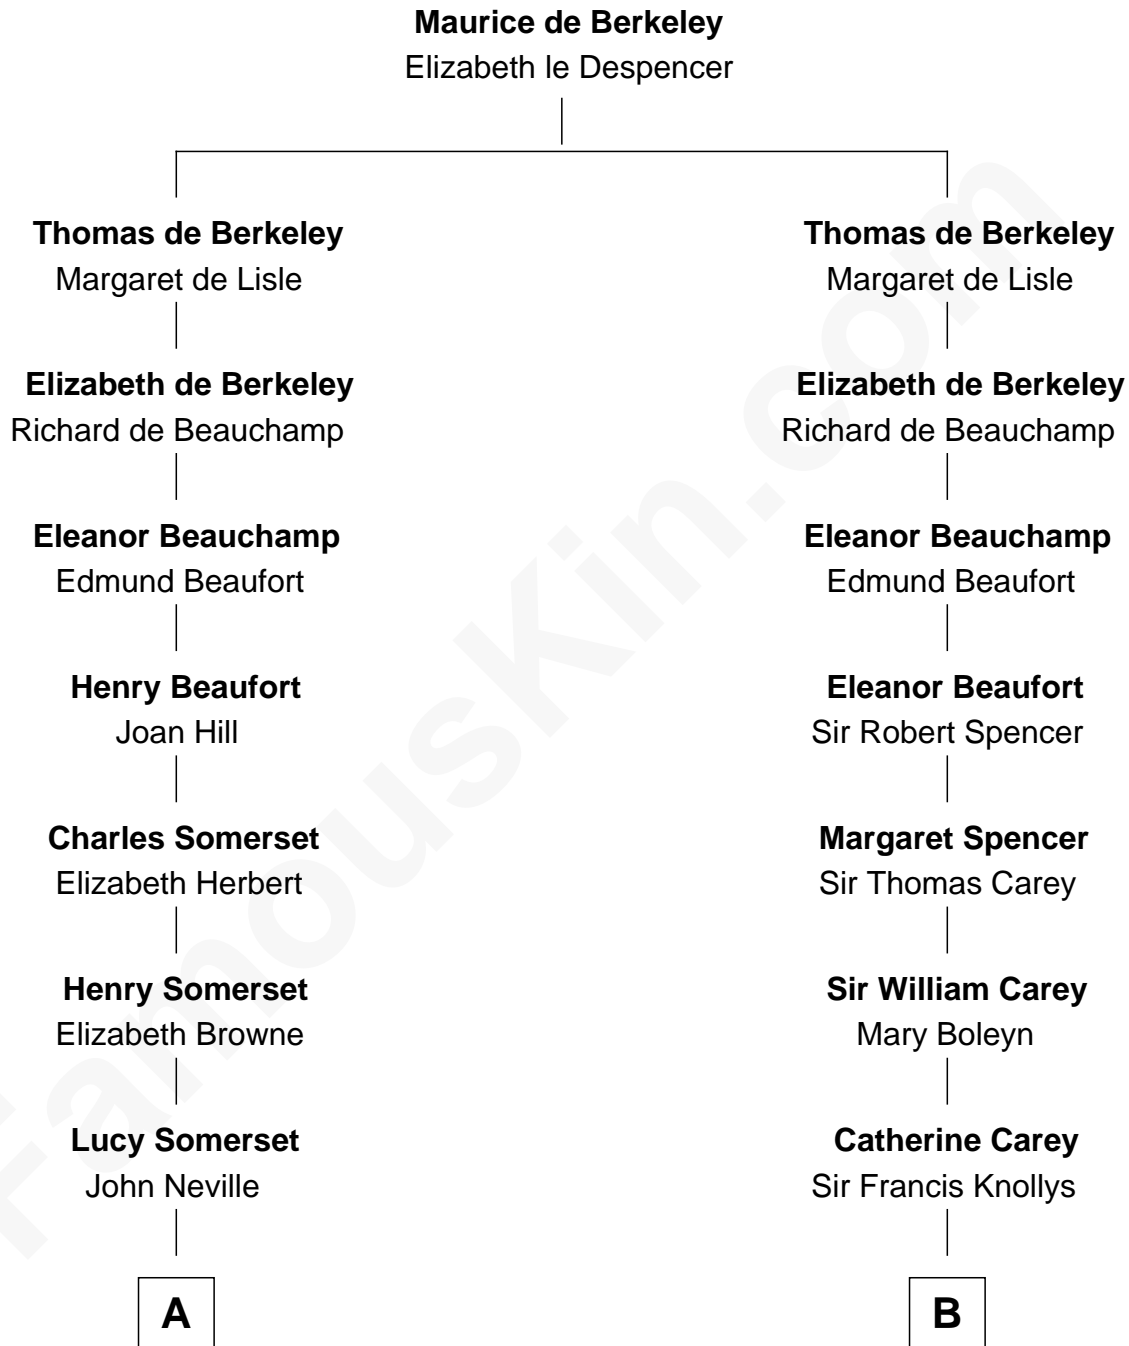 Maurice de Berkeley
Elizabeth le Despencer
Thomas de Berkeley
Margaret de Lisle
Thomas de Berkeley
Margaret de Lisle
Elizabeth de Berkeley
Richard de Beauchamp
Elizabeth de Berkeley
Richard de Beauchamp
Eleanor Beauchamp
Edmund Beaufort
Eleanor Beauchamp
Edmund Beaufort
Henry Beaufort
Joan Hill
Eleanor Beaufort
Sir Robert Spencer
Charles Somerset
Elizabeth Herbert
Margaret Spencer
Sir Thomas Carey
Henry Somerset
Elizabeth Browne
Sir William Carey
Mary Boleyn
Lucy Somerset
John Neville
Catherine Carey
Sir Francis Knollys
A
B
FamousKin.com